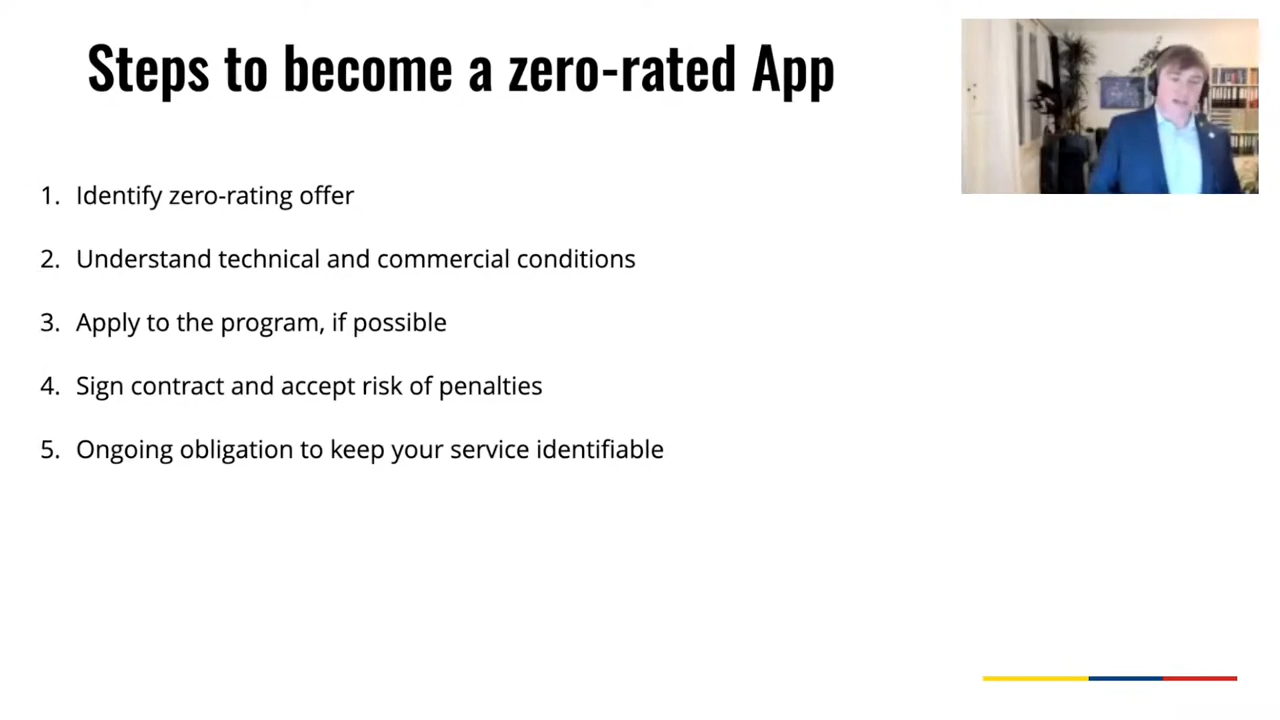 Steps to become a zero-rated App
1. Identify zero-rating offer
2. Understand technical and commercial conditions
3. Apply to the program, if possible
4. Sign contract and accept risk of penalties
5. Ongoing obligation to keep your service identifiable